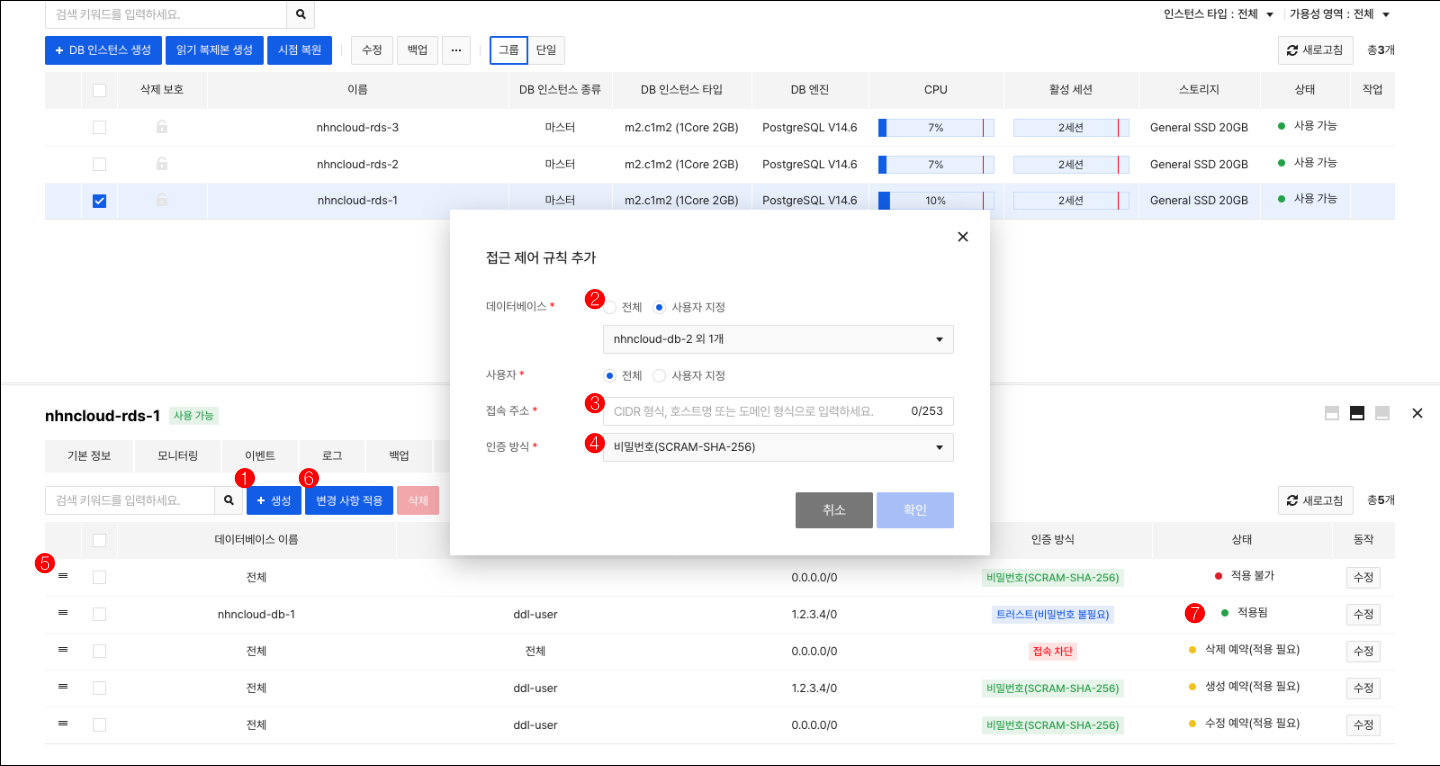 검색 키워드를 입력하세요. 인스턴스 타입 : 전체 가용성 영역 : 전체
+ DB 인스턴스 생성 읽기 복제본 생성 시점 복원 수정 백업 ... 그룹 단일 새로고침 총3개
삭제 보호 이름 DB 인스턴스 종류 DB 인스턴스 타입 DB 엔진 CPU 활성 세션 스토리지 상태 작업
nhncloud-rds-3 마스터 m2.c1m2 (1Core 2GB) PostgreSQL V14.6 7% 2세션 General SSD 20GB 사용 가능
nhncloud-rds-2 마스터 m2.c1m2 (1Core 2GB) PostgreSQL V14.6 7% 2세션 General SSD 20GB 사용 가능
nhncloud-rds-1 마스터 m2.c1m2 (1Core 2GB) PostgreSQL V14.6 10% 2세션 General SSD 20GB 사용 가능
접근 제어 규칙 추가
데이터베이스 * 2 전체 사용자 지정
nhncloud-db-2 외 1개
사용자 * 전체 사용자 지정
접속 주소 * 3 CIDR 형식, 호스트명 또는 도메인 형식으로 입력하세요. 0/253
인증 방식 * 4 비밀번호(SCRAM-SHA-256)
취소 확인
nhncloud-rds-1 사용 가능
기본 정보 모니터링 이벤트 로그 백업
1 6
검색 키워드를 입력하세요. + 생성 변경 사항 적용 삭제 새로고침 총5개
데이터베이스 이름 인증 방식 상태 동작
5 전체 0.0.0.0/0 비밀번호(SCRAM-SHA-256) 적용 불가 수정
nhncloud-db-1 ddl-user 1.2.3.4/0 트러스트(비밀번호 불필요) 7 적용됨 수정
전체 전체 0.0.0.0/0 접속 차단 삭제 예약(적용 필요) 수정
전체 ddl-user 1.2.3.4/0 비밀번호(SCRAM-SHA-256) 생성 예약(적용 필요) 수정
전체 ddl-user 0.0.0.0/0 비밀번호(SCRAM-SHA-256) 수정 예약(적용 필요) 수정